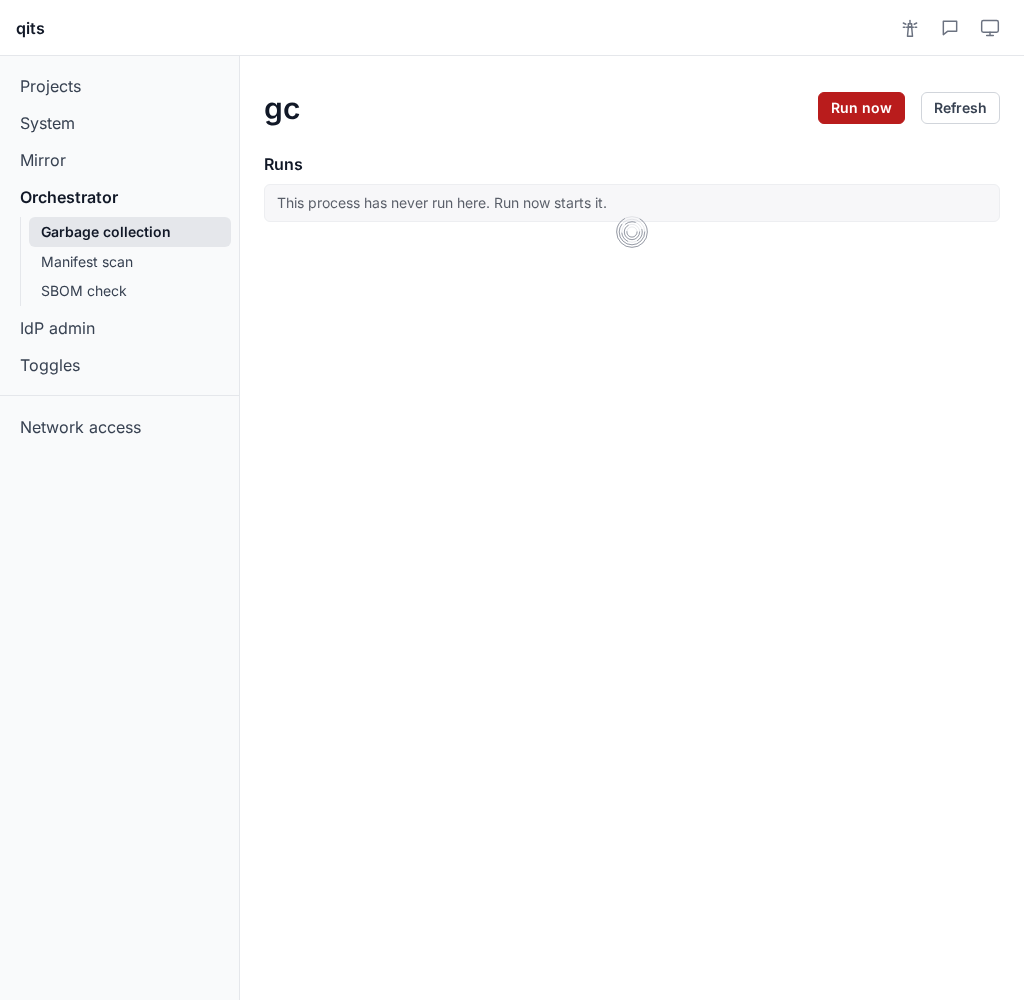 qits
Projects
System
Mirror
Orchestrator
Garbage collection
Manifest scan
SBOM check
IdP admin
Toggles
Network access
gc
Run now
Refresh
Runs
This process has never run here. Run now starts it.